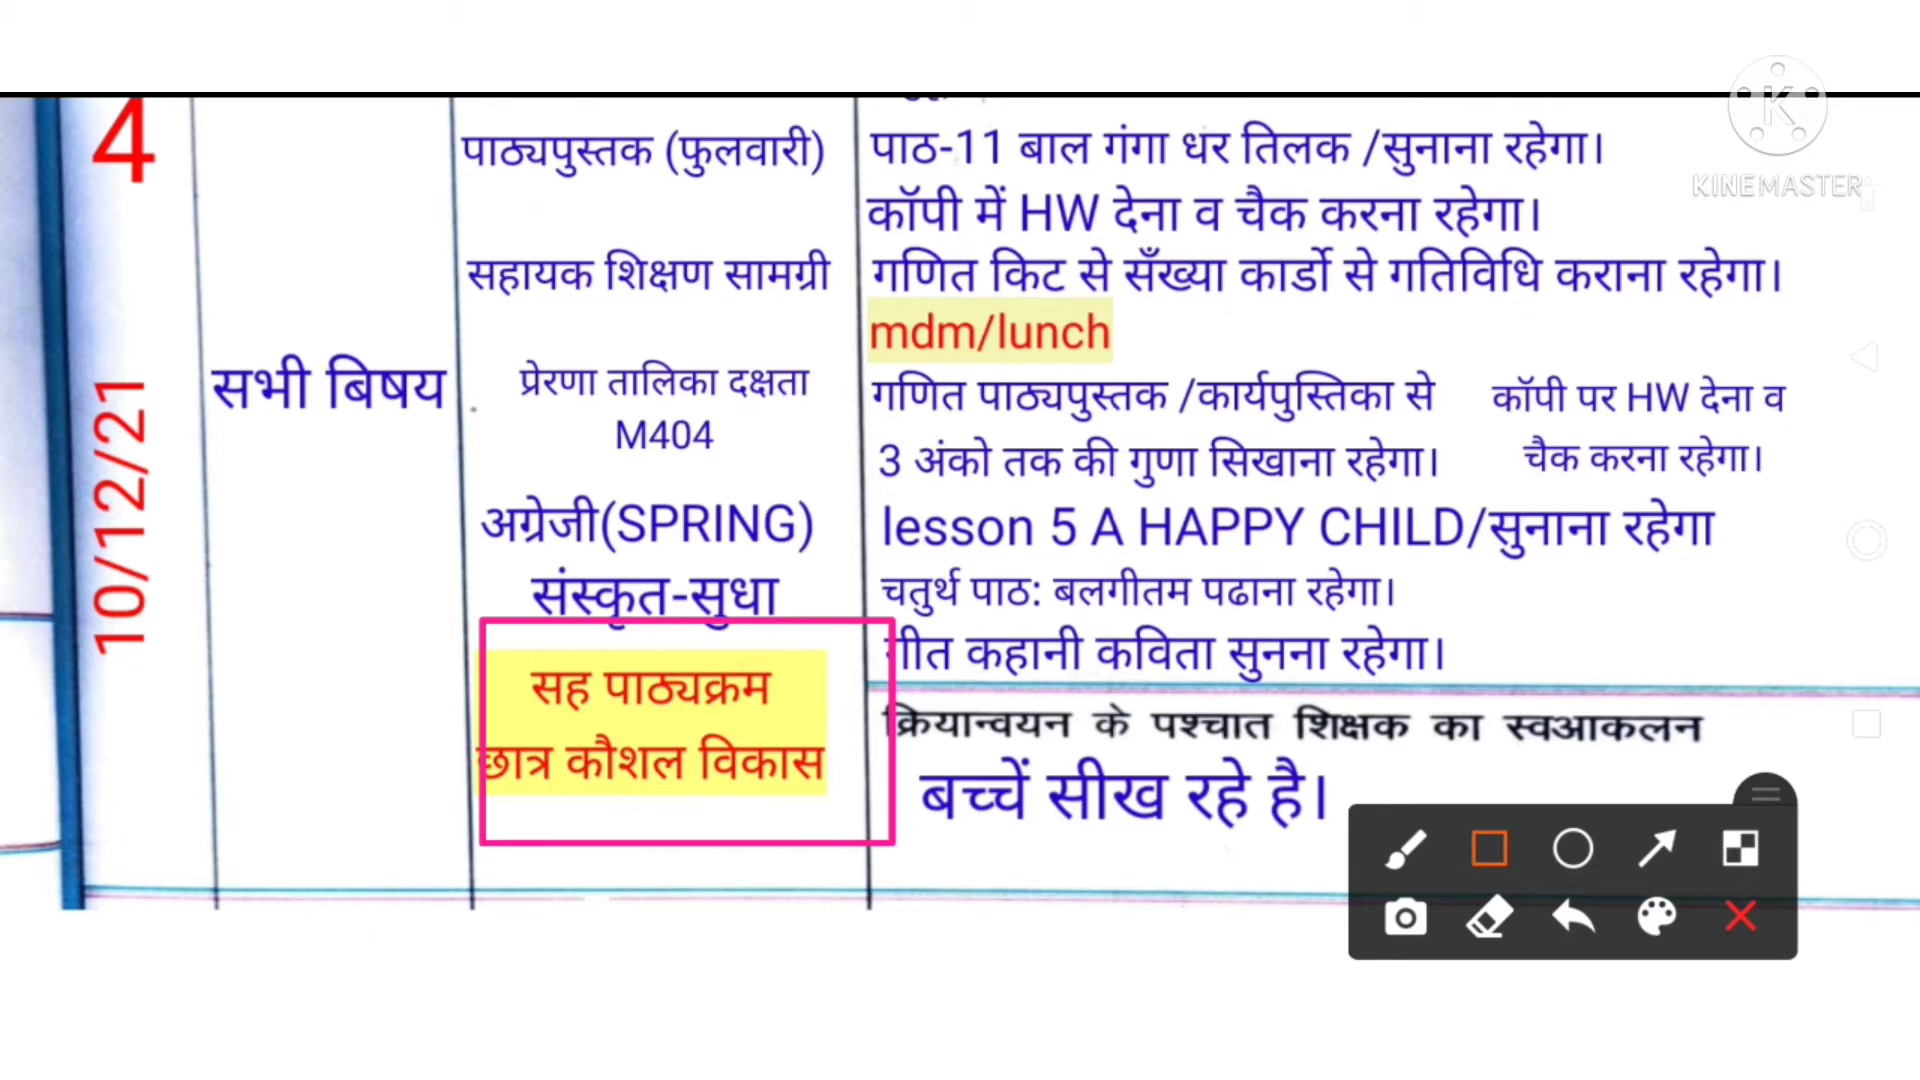 4
10/12/21
सभी बिषय
पाठ्यपुस्तक (फुलवारी)
सहायक शिक्षण सामग्री
प्रेरणा तालिका दक्षता
M404
अग्रेजी(SPRING)
संस्कृत-सुधा
सह पाठ्यक्रम
छात्र कौशल विकास
पाठ-11 बाल गंगा धर तिलक /सुनाना रहेगा।
कॉपी में HW देना व चैक करना रहेगा।
गणित किट से सँख्या कार्डो से गतिविधि कराना रहेगा।
mdm/lunch
गणित पाठ्यपुस्तक /कार्यपुस्तिका से
3 अंको तक की गुणा सिखाना रहेगा।
कॉपी पर HW देना व
चैक करना रहेगा।
lesson 5 A HAPPY CHILD/सुनाना रहेगा
चतुर्थ पाठ: बलगीतम पढाना रहेगा।
गीत कहानी कविता सुनना रहेगा।
क्रियान्वयन के पश्चात शिक्षक का स्वआकलन
बच्चें सीख रहे है।
KINEMASTER